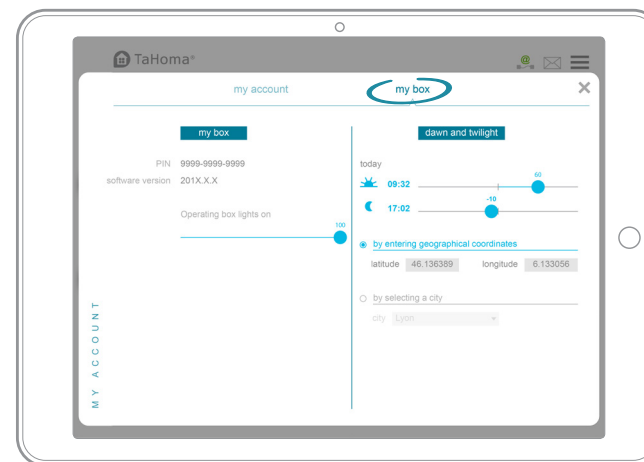 TaHoma®
@
my account
my box
my box
PIN 9999-9999-9999
software version 201X.X.X
Operating box lights on
100
dawn and twilight
today
60
09:32
-10
17:02
by entering geographical coordinates
latitude 46.136389 longitude 6.133056
by selecting a city
city Lyon
MY ACCOUNT